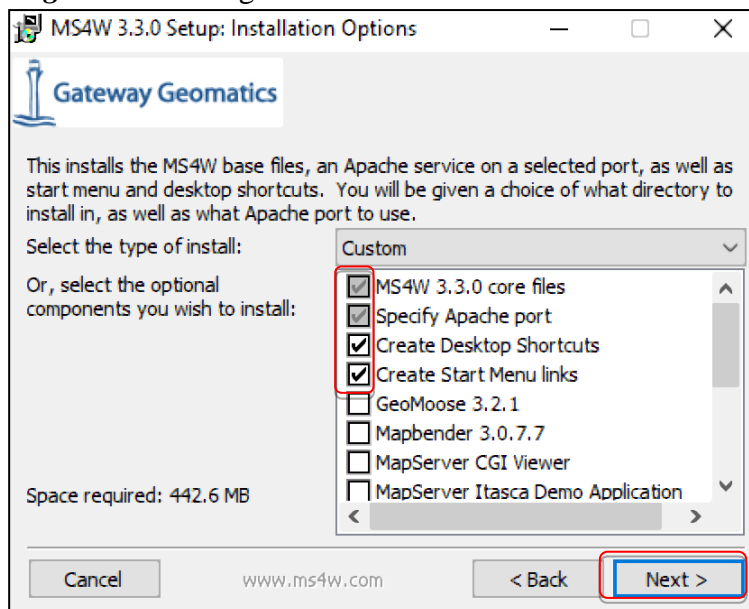 MS4W 3.3.0 Setup: Installation Options
Gateway Geomatics
This installs the MS4W base files, an Apache service on a selected port, as well as
start menu and desktop shortcuts.  You will be given a choice of what directory to
install in, as well as what Apache port to use.
Select the type of install:
Custom
Or, select the optional
components you wish to install:
MS4W 3.3.0 core files
Specify Apache port
Create Desktop Shortcuts
Create Start Menu links
GeoMoose 3.2.1
Mapbender 3.0.7.7
MapServer CGI Viewer
MapServer Itasca Demo Application
Space required: 442.6 MB
Cancel
www.ms4w.com
< Back
Next >